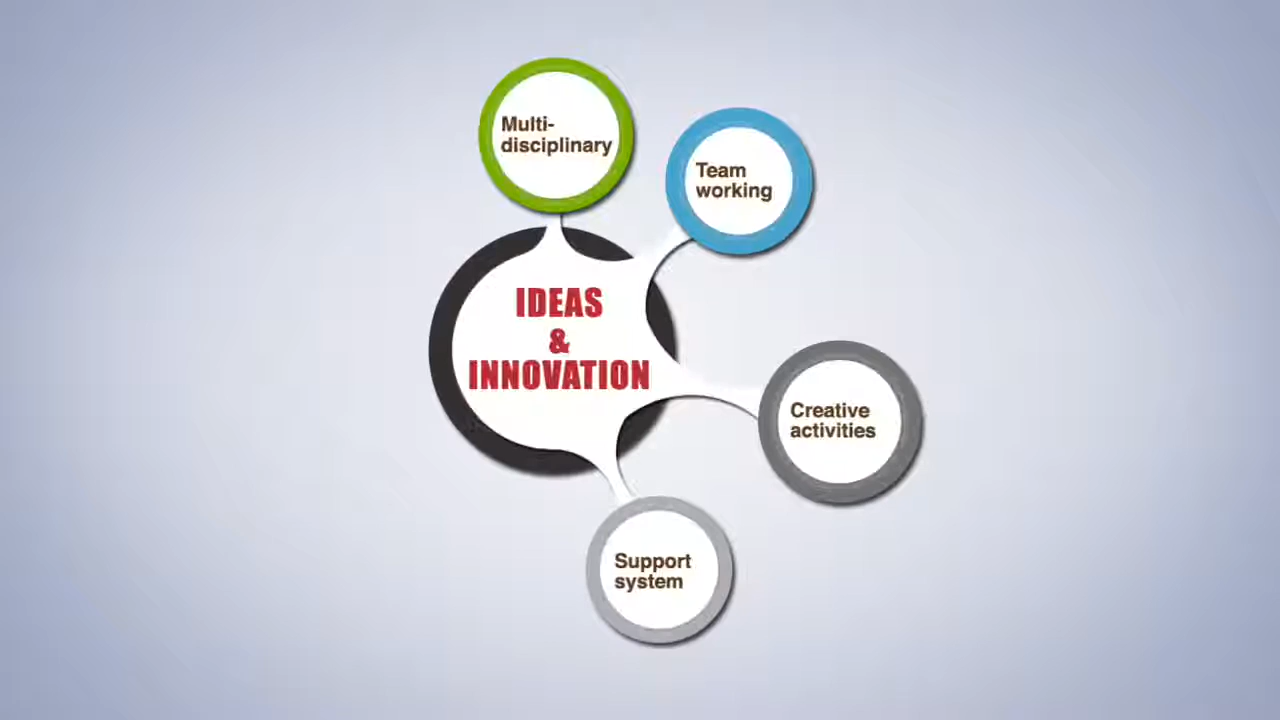 Multi-
disciplinary
Team
working
IDEAS
&
INNOVATION
Creative
activities
Support
system